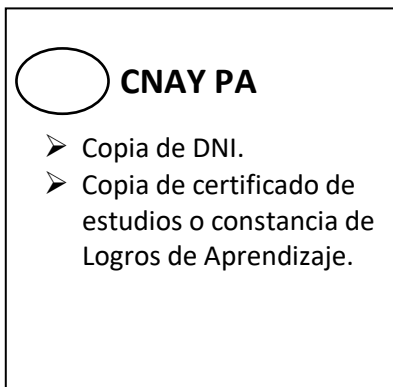 CNAY PA
➢ Copia de DNI.
➢ Copia de certificado de
estudios o constancia de
Logros de Aprendizaje.